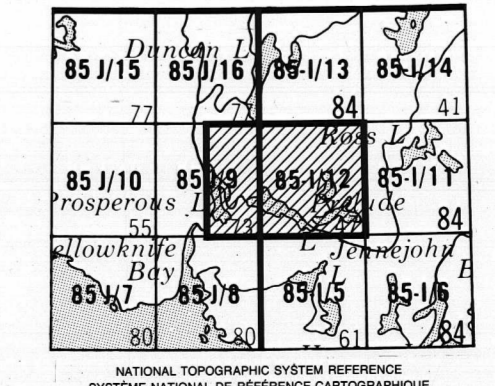 Duncan L
85 J/15 85 J/16 85-I/13 85-I/14
77 77 84 41
Ross L
85 J/10 85 J/9 85-I/12 85-I/11
Prosperous L Prelude
55 73 47 84
L
ellowknife Jennejohn
Bay L
85 J/7 85 J/8 85-I/5 85-I/6
80 80 61 84
NATIONAL TOPOGRAPHIC SYSTEM REFERENCE
SYSTÈME NATIONAL DE RÉFÉRENCE CARTOGRAPHIQUE